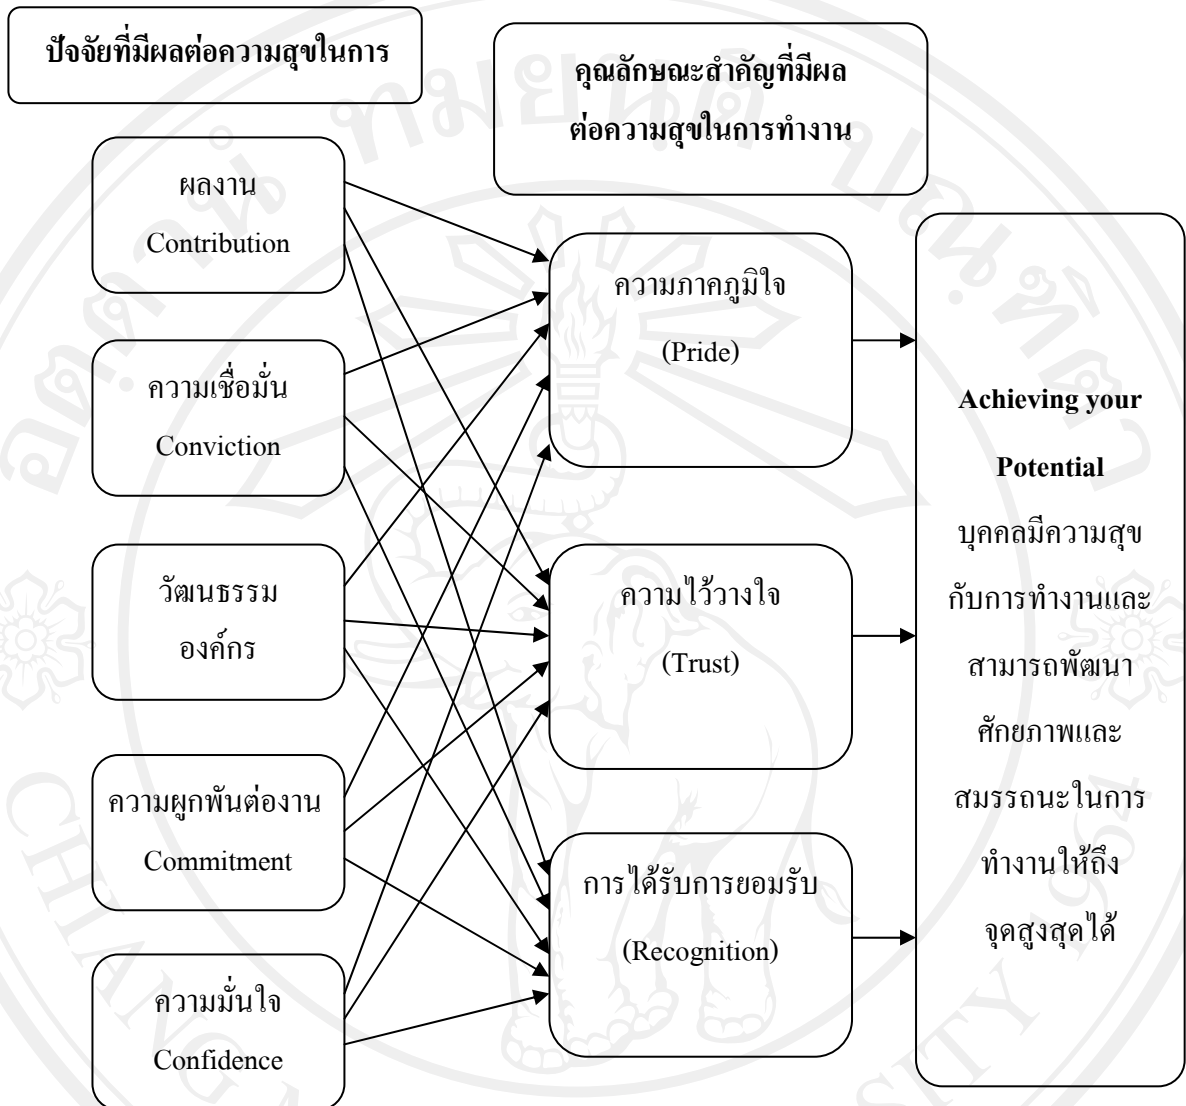 ปัจจัยที่มีผลต่อความสุขในการ
คุณลักษณะสำคัญที่มีผล
ต่อความสุขในการทำงาน
ผลงาน
Contribution
ความเชื่อมั่น
Conviction
วัฒนธรรม
องค์กร
ความผูกพันต่องาน
Commitment
ความมั่นใจ
Confidence
ความภาคภูมิใจ
(Pride)
ความไว้วางใจ
(Trust)
การได้รับการยอมรับ
(Recognition)
Achieving your
Potential
บุคคลมีความสุข
กับการทำงานและ
สามารถพัฒนา
ศักยภาพและ
สมรรถนะในการ
ทำงานให้ถึง
จุดสูงสุดได้